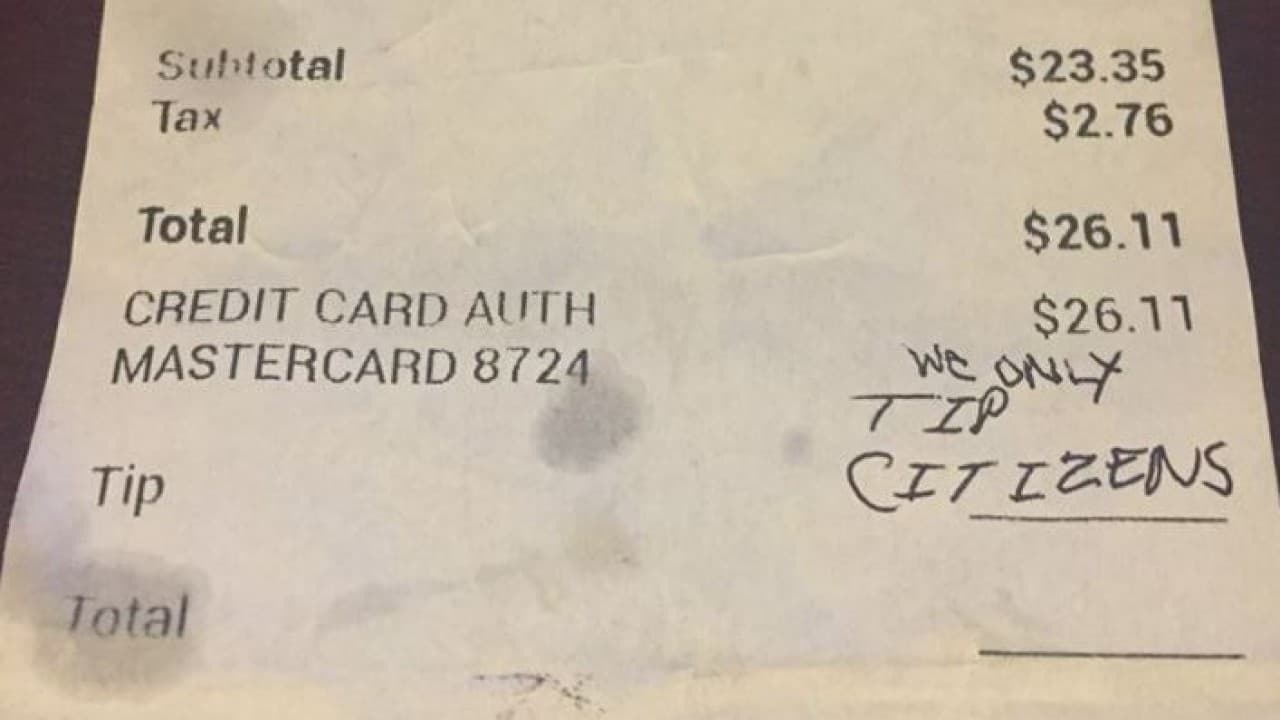 Subtotal $23.35
Tax $2.76
Total $26.11
CREDIT CARD AUTH $26.11
MASTERCARD 8724
WE ONLY
TIP
CITIZENS
Tip
Total